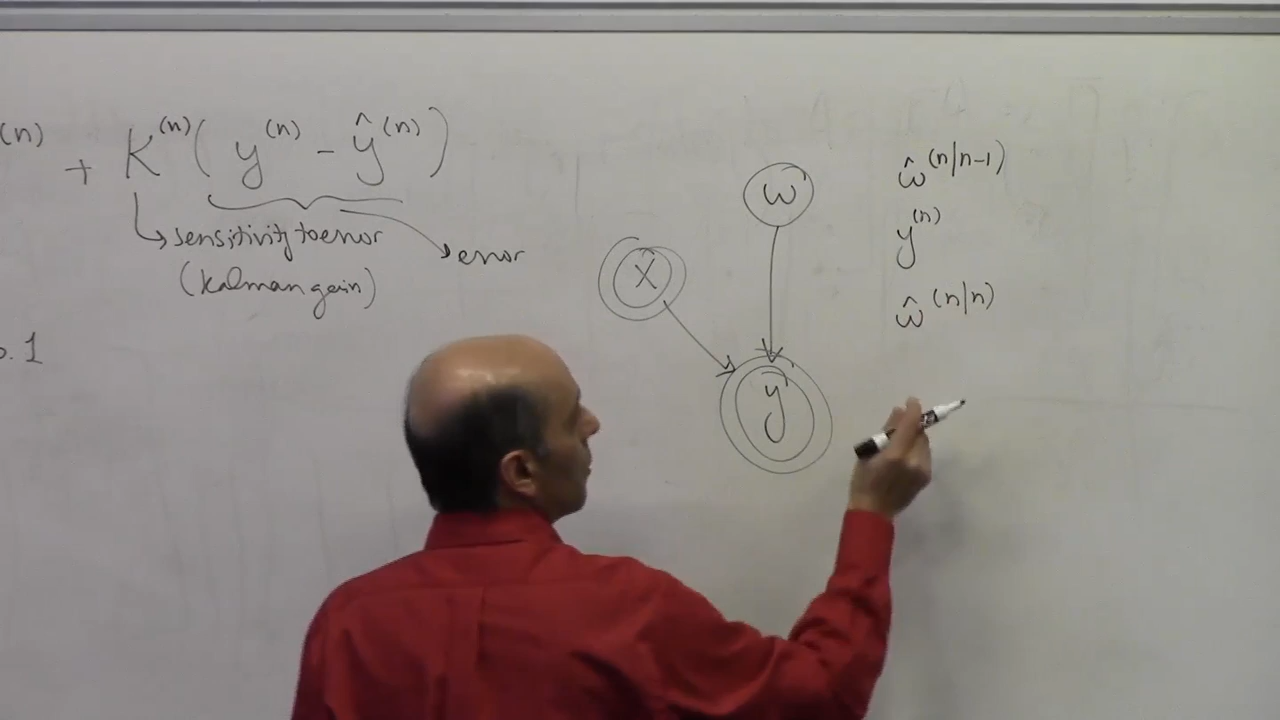 (n) + K^(n) ( y^(n) - ŷ^(n) )
sensitivity to error
error
(Kalman gain)
. 1
ω
X
y
ŵ^(n|n-1)
y^(n)
ŵ^(n|n)